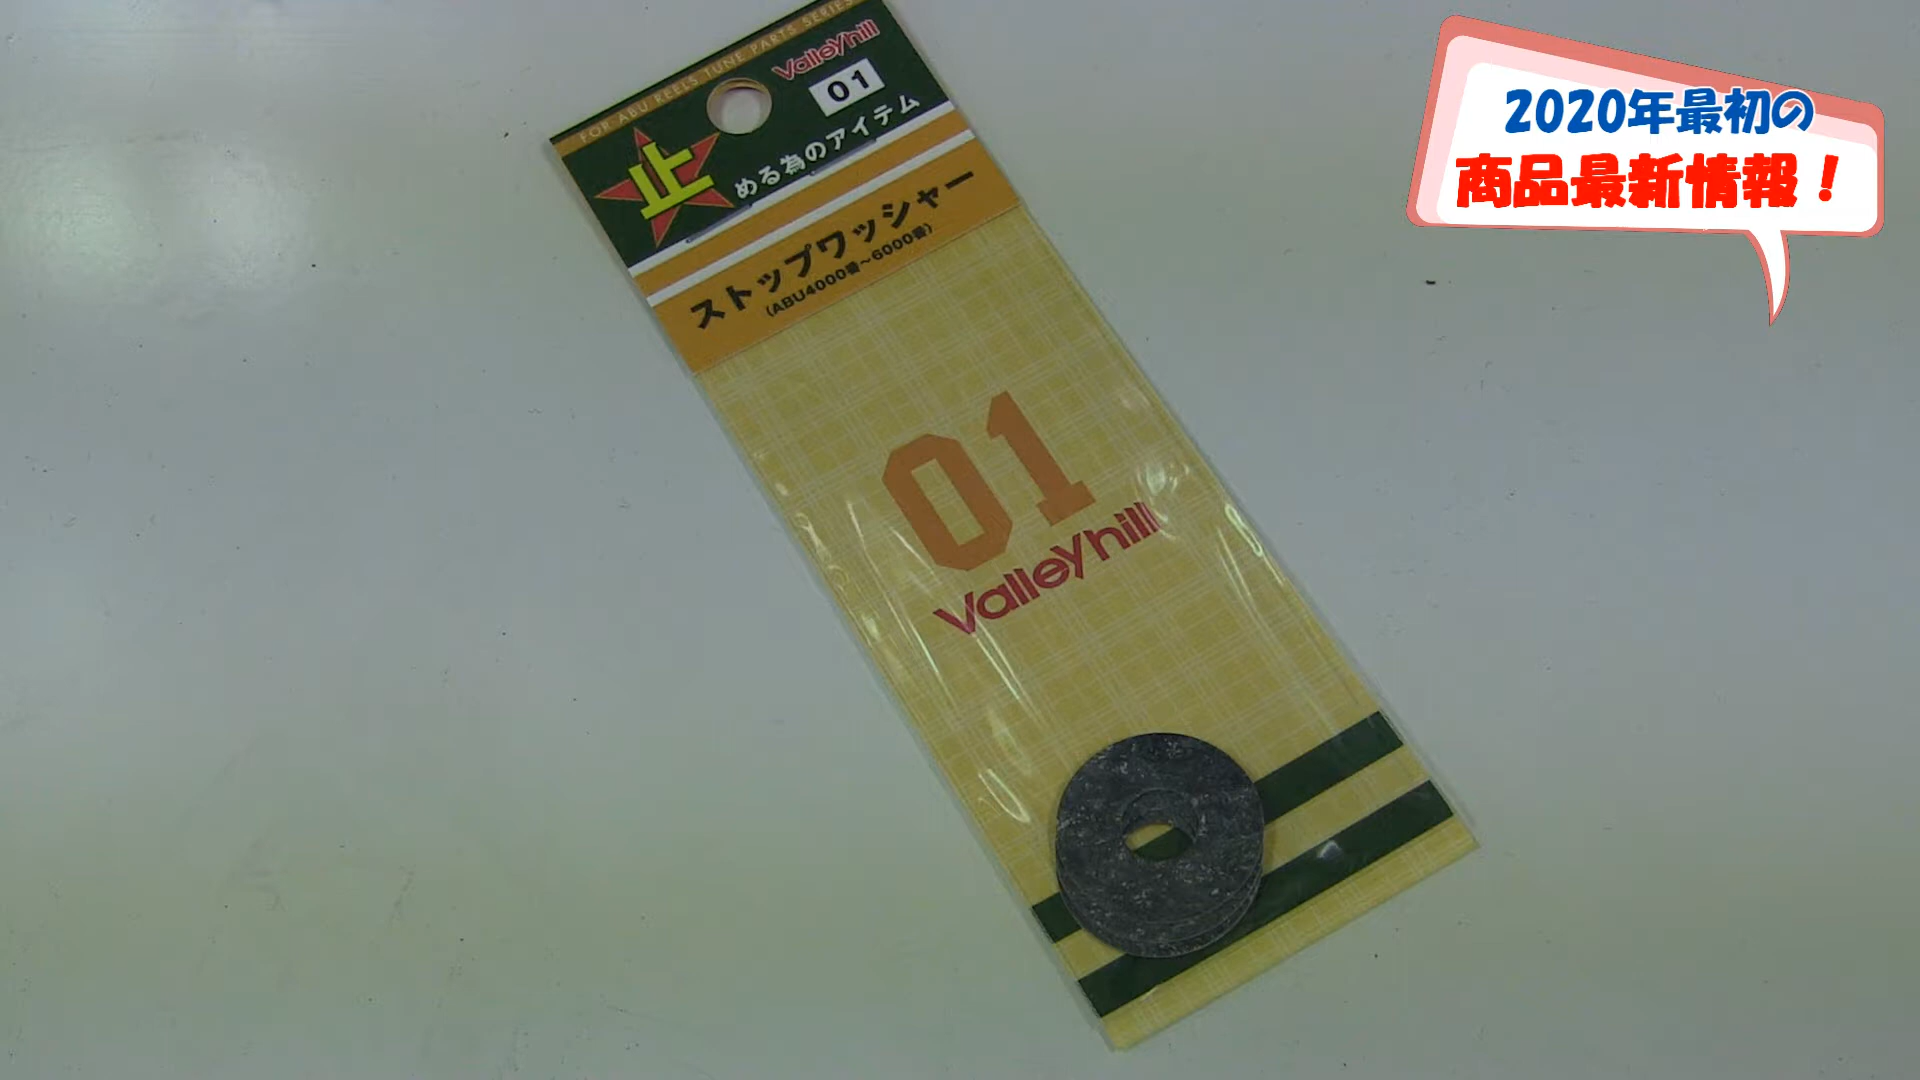 FOR ABU REELS TUNE PARTS SERIES
Valleyhill
01
止
める為のアイテム
ストップワッシャー
(ABU4000番~6000番)
01
Valleyhill
2020年最初の
商品最新情報!